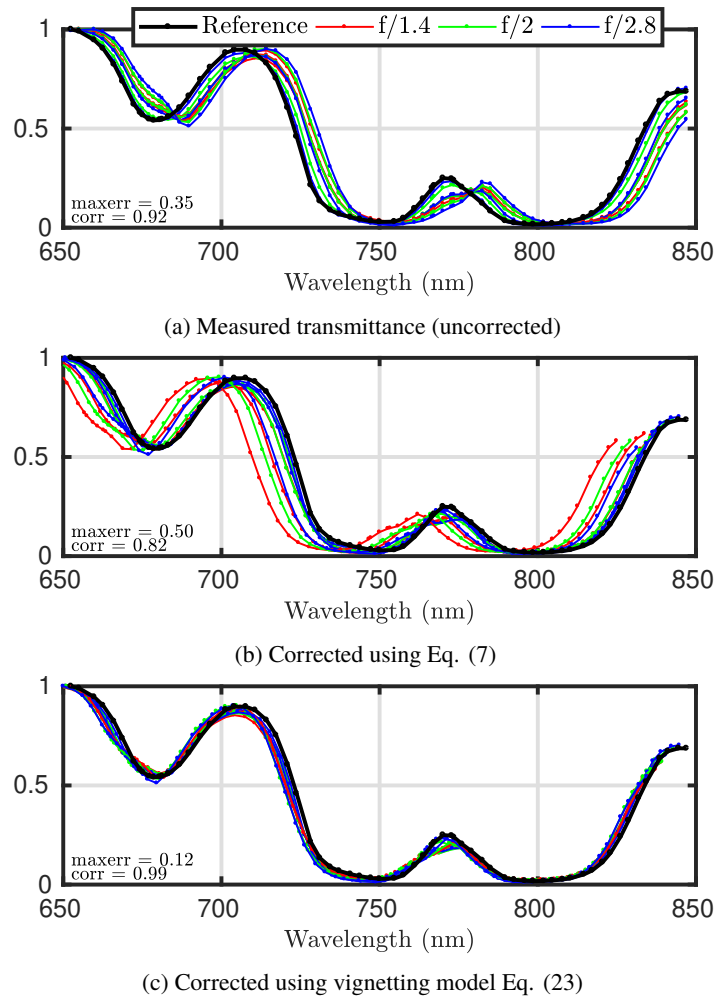 Reference f/1.4 f/2 f/2.8
1
0.5
0
maxerr = 0.35
corr = 0.92
650 700 750 800 850
Wavelength (nm)
(a) Measured transmittance (uncorrected)
1
0.5
0
maxerr = 0.50
corr = 0.82
650 700 750 800 850
Wavelength (nm)
(b) Corrected using Eq. (7)
1
0.5
0
maxerr = 0.12
corr = 0.99
650 700 750 800 850
Wavelength (nm)
(c) Corrected using vignetting model Eq. (23)